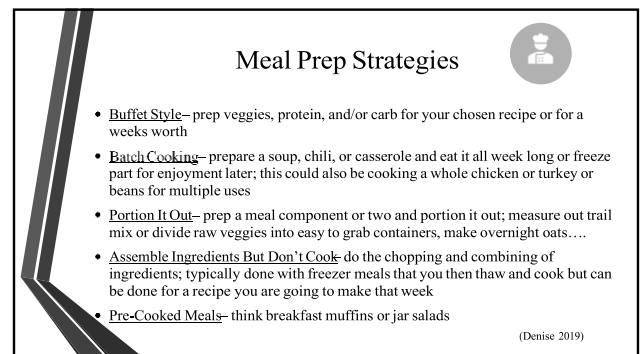 Meal Prep Strategies
• Buffet Style– prep veggies, protein, and/or carb for your chosen recipe or for a
weeks worth
• Batch Cooking– prepare a soup, chili, or casserole and eat it all week long or freeze
part for enjoyment later; this could also be cooking a whole chicken or turkey or
beans for multiple uses
• Portion It Out– prep a meal component or two and portion it out; measure out trail
mix or divide raw veggies into easy to grab containers, make overnight oats….
• Assemble Ingredients But Don’t Cook– do the chopping and combining of
ingredients; typically done with freezer meals that you then thaw and cook but can
be done for a recipe you are going to make that week
• Pre-Cooked Meals– think breakfast muffins or jar salads
(Denise 2019)